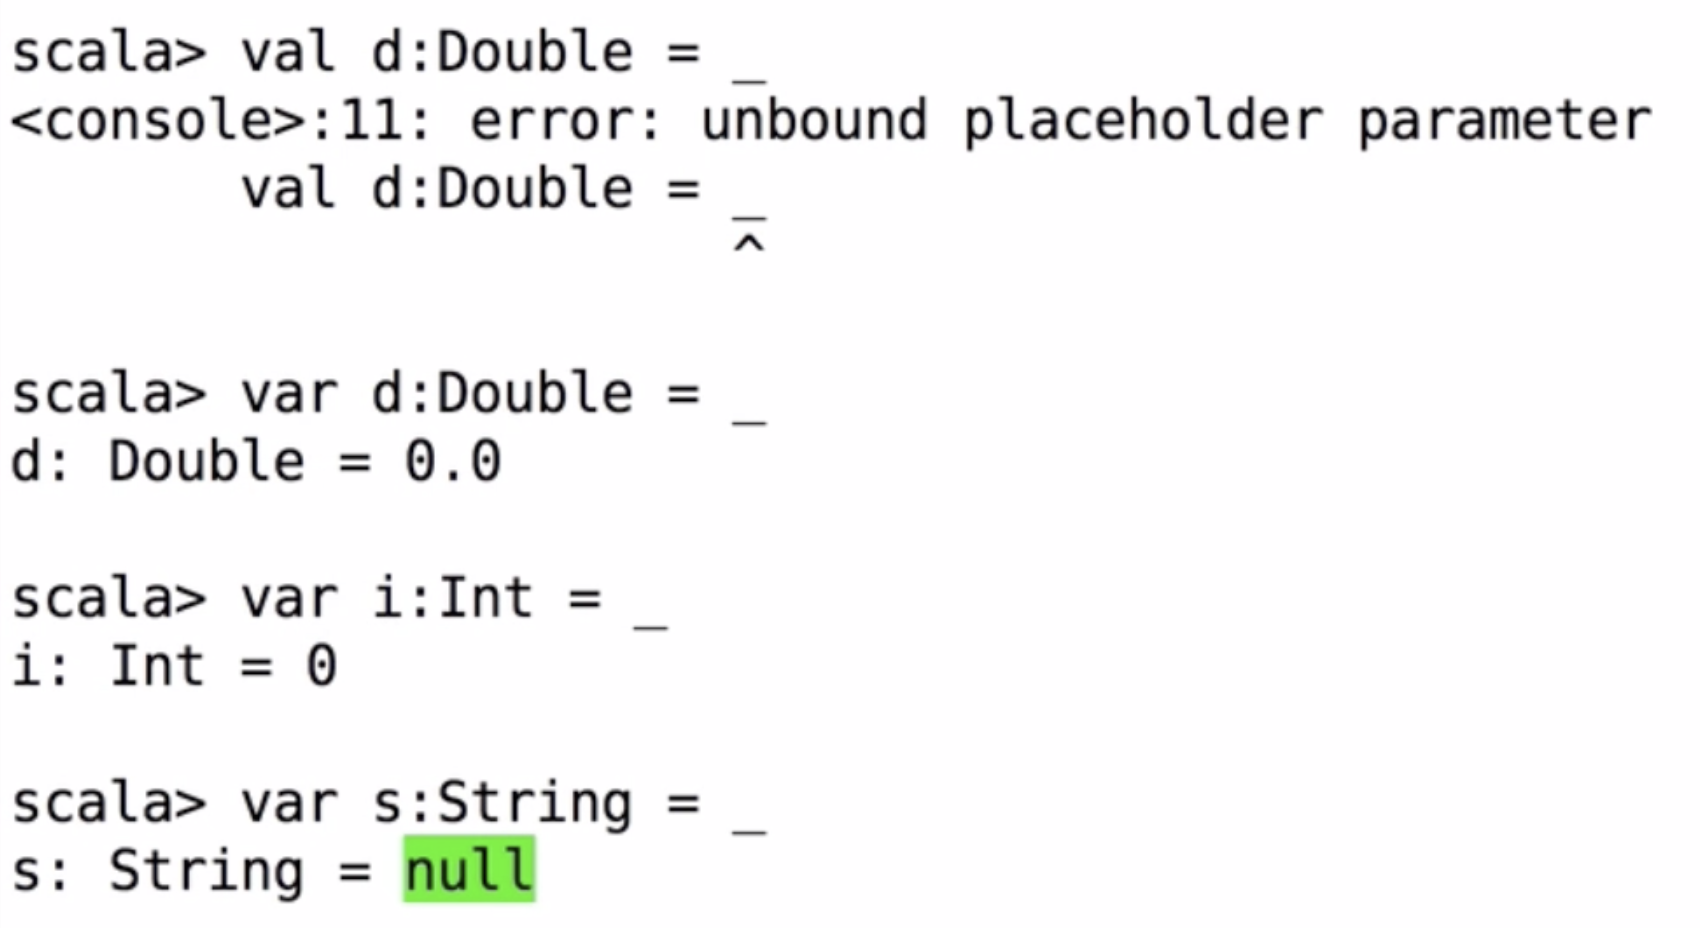 scala> val d:Double = _
<console>:11: error: unbound placeholder parameter
       val d:Double = _
                      ^
scala> var d:Double = _
d: Double = 0.0
scala> var i:Int = _
i: Int = 0
scala> var s:String = _
s: String = null